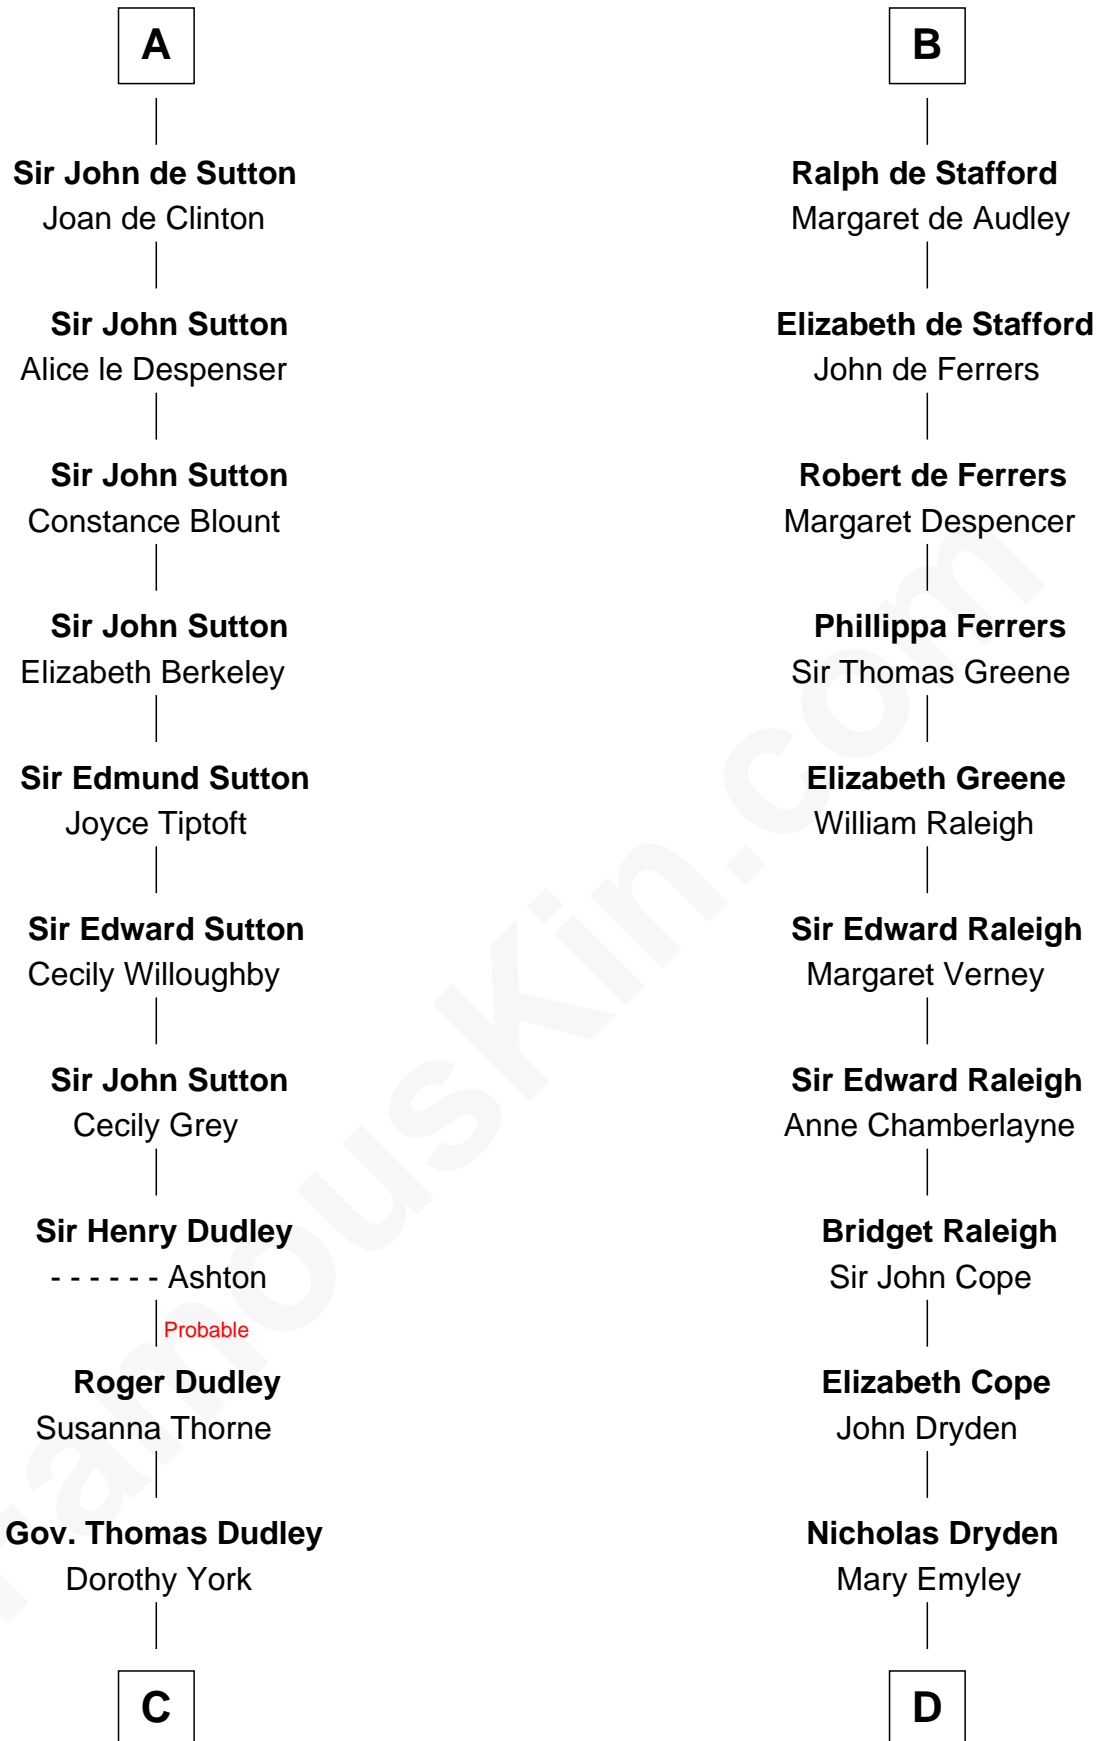 A
Sir John de Sutton
Joan de Clinton
Sir John Sutton
Alice le Despenser
Sir John Sutton
Constance Blount
Sir John Sutton
Elizabeth Berkeley
Sir Edmund Sutton
Joyce Tiptoft
Sir Edward Sutton
Cecily Willoughby
Sir John Sutton
Cecily Grey
Sir Henry Dudley
- - - - - - Ashton
Probable
Roger Dudley
Susanna Thorne
Gov. Thomas Dudley
Dorothy York
C
B
Ralph de Stafford
Margaret de Audley
Elizabeth de Stafford
John de Ferrers
Robert de Ferrers
Margaret Despencer
Phillippa Ferrers
Sir Thomas Greene
Elizabeth Greene
William Raleigh
Sir Edward Raleigh
Margaret Verney
Sir Edward Raleigh
Anne Chamberlayne
Bridget Raleigh
Sir John Cope
Elizabeth Cope
John Dryden
Nicholas Dryden
Mary Emyley
D
FamousKin.com